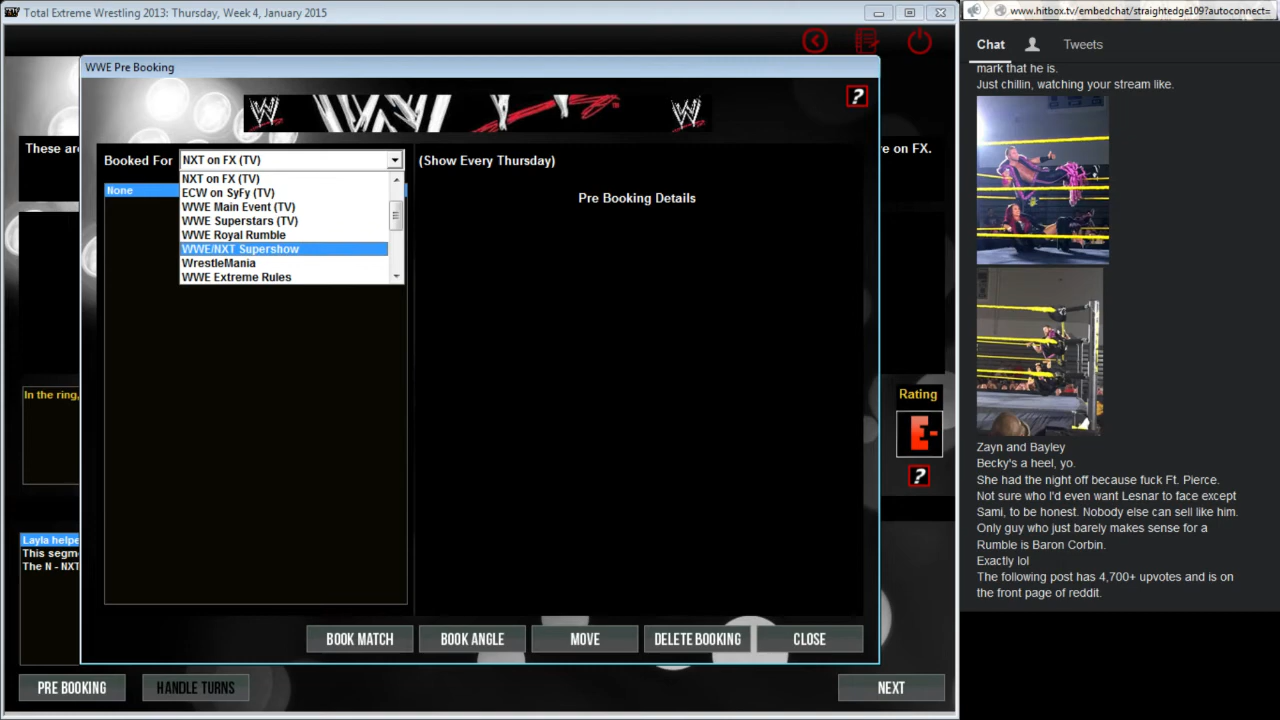 Total Extreme Wrestling 2013: Thursday, Week 4, January 2015
www.hitbox.tv/embedchat/straightedge109?autoconnect=
Chat
Tweets
WWE Pre Booking
mark that he is.
Just chillin, watching your stream like.
?
These are
e on FX.
Booked For
NXT on FX (TV)
(Show Every Thursday)
None
NXT on FX (TV)
ECW on SyFy (TV)
WWE Main Event (TV)
WWE Superstars (TV)
WWE Royal Rumble
WWE/NXT Supershow
WrestleMania
WWE Extreme Rules
Pre Booking Details
In the ring,
Rating
E-
?
Layla helpe
This segm
The N - NXT
BOOK MATCH
BOOK ANGLE
MOVE
DELETE BOOKING
CLOSE
PRE BOOKING
HANDLE TURNS
NEXT
Zayn and Bayley
Becky's a heel, yo.
She had the night off because fuck Ft. Pierce.
Not sure who I'd even want Lesnar to face except
Sami, to be honest. Nobody else can sell like him.
Only guy who just barely makes sense for a
Rumble is Baron Corbin.
Exactly lol
The following post has 4,700+ upvotes and is on
the front page of reddit.